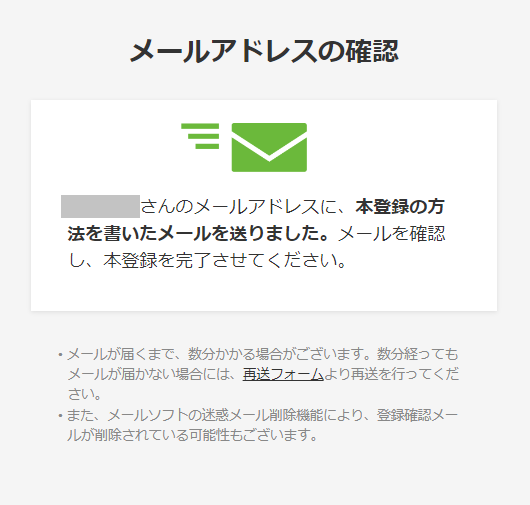 メールアドレスの確認
さんのメールアドレスに、本登録の方
法を書いたメールを送りました。メールを確認
し、本登録を完了させてください。
・メールが届くまで、数分かかる場合がございます。数分経っても
メールが届かない場合には、再送フォームより再送を行ってくだ
さい。
・また、メールソフトの迷惑メール削除機能により、登録確認メー
ルが削除されている可能性もございます。